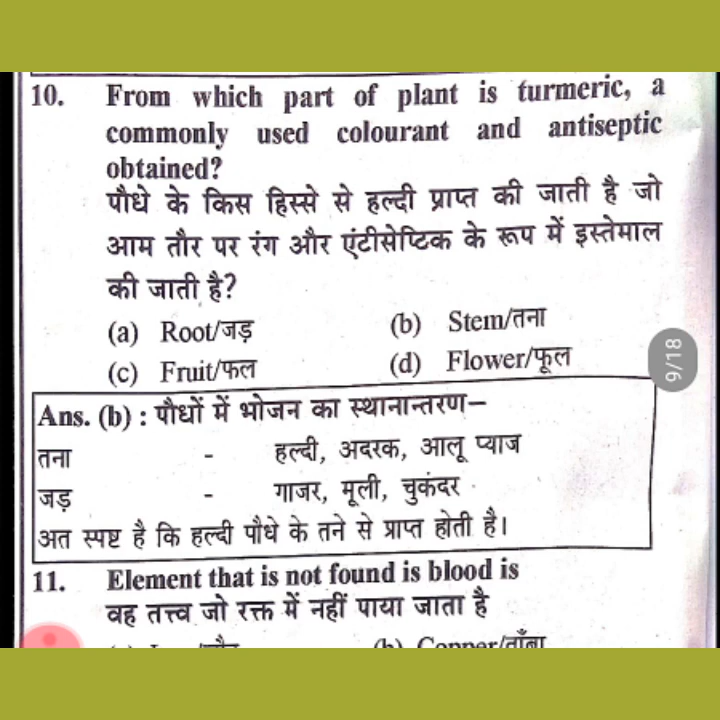 10. From which part of plant is turmeric, a
commonly used colourant and antiseptic
obtained?
पौधे के किस हिस्से से हल्दी प्राप्त की जाती है जो
आम तौर पर रंग और एंटीसेप्टिक के रूप में इस्तेमाल
की जाती है?
(a) Root/जड़ (b) Stem/तना
(c) Fruit/फल (d) Flower/फूल
9/18
Ans. (b) : पौधों में भोजन का स्थानान्तरण–
तना - हल्दी, अदरक, आलू प्याज
जड़ - गाजर, मूली, चुकंदर
अत स्पष्ट है कि हल्दी पौधे के तने से प्राप्त होती है।
11. Element that is not found is blood is
वह तत्त्व जो रक्त में नहीं पाया जाता है
(b) Copper/ताँबा